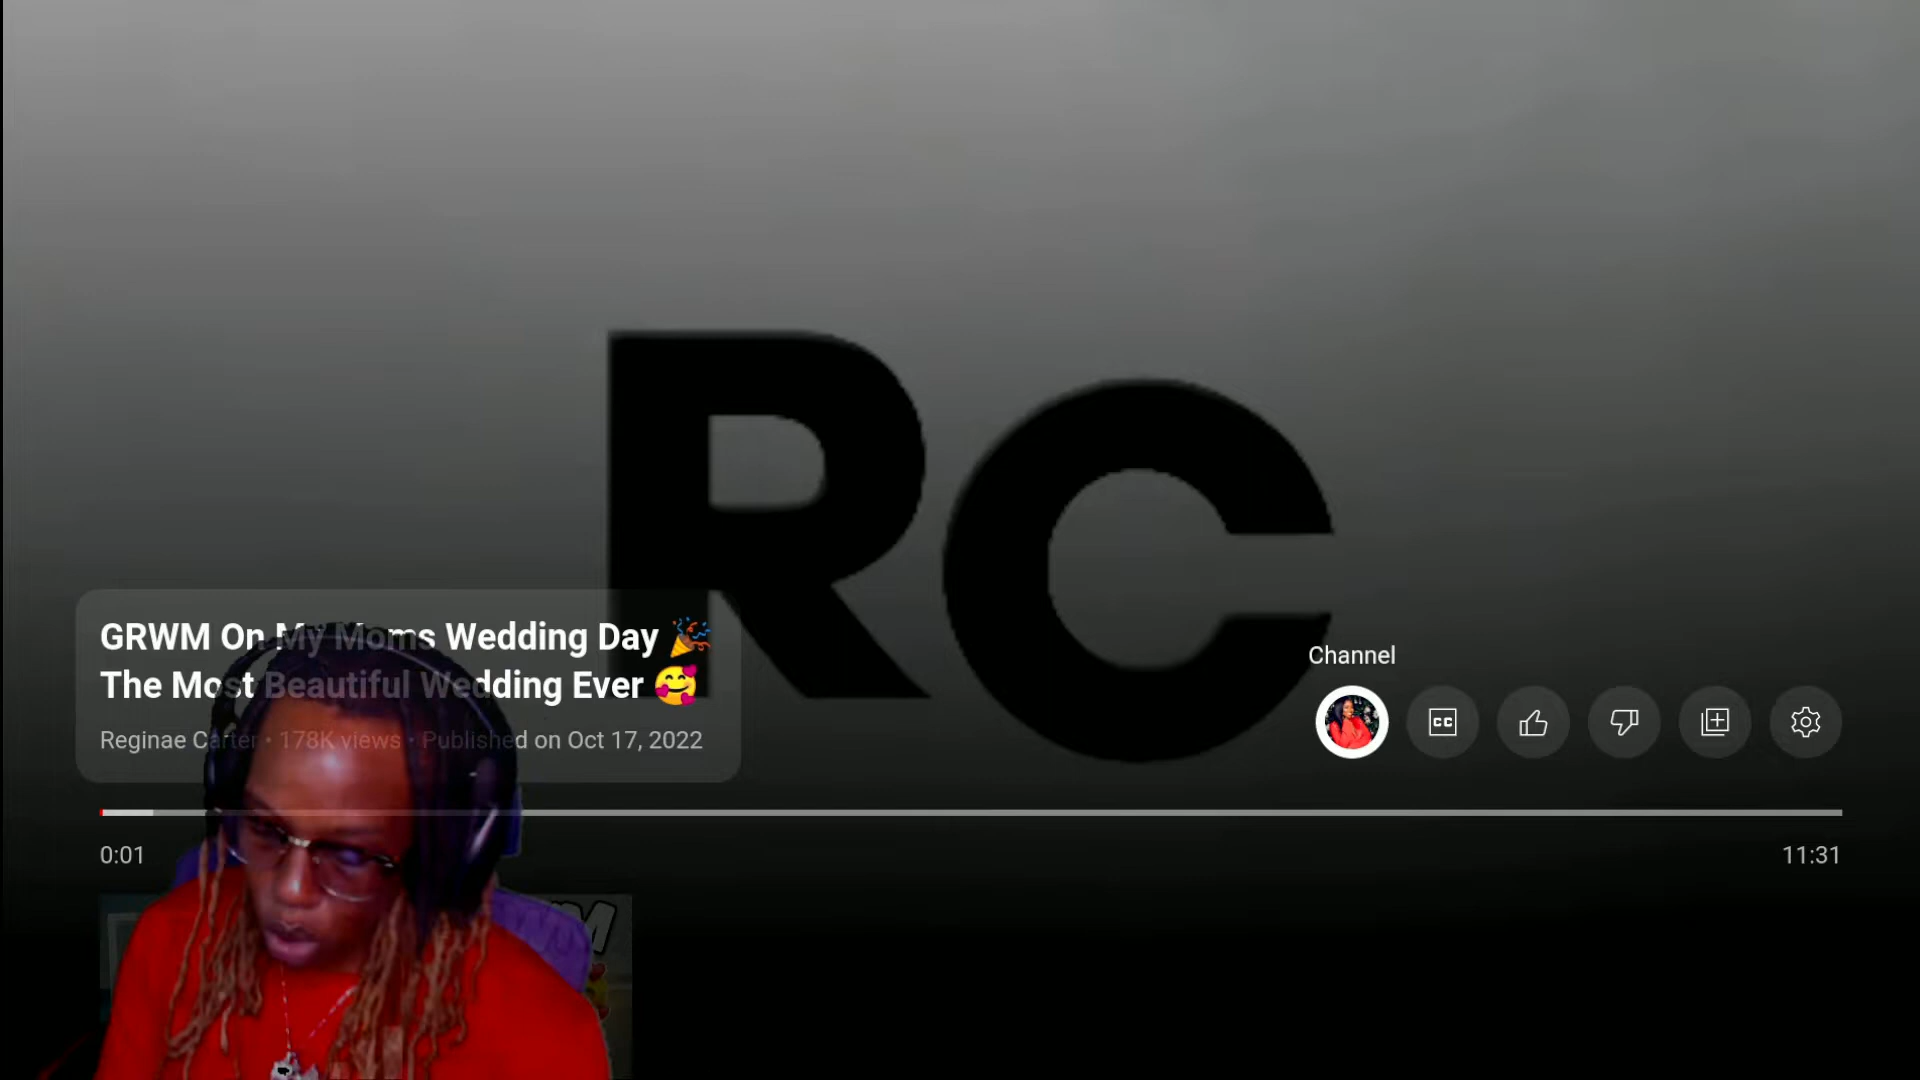 RC
GRWM On My Moms Wedding Day 🎉
The Most Beautiful Wedding Ever 🥰
Reginae Carter • 178K views • Published on Oct 17, 2022
Channel
CC
0:01
11:31